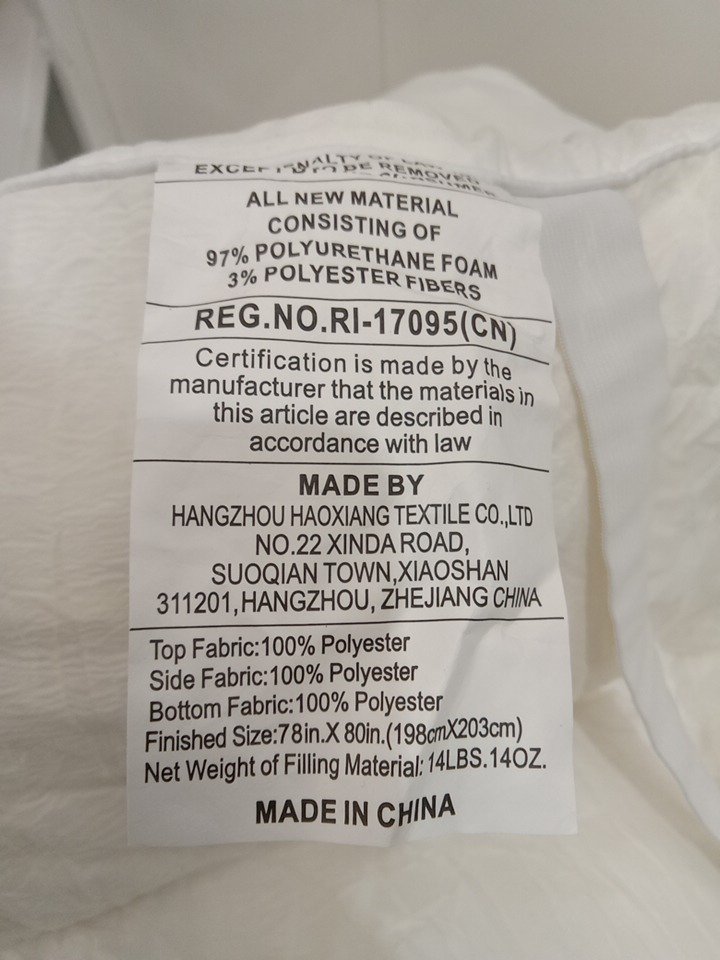 TO BE REMOVED
ALL NEW MATERIAL
CONSISTING OF
97% POLYURETHANE FOAM
3% POLYESTER FIBERS
REG.NO.RI-17095(CN)
Certification is made by the
manufacturer that the materials in
this article are described in
accordance with law
MADE BY
HANGZHOU HAOXIANG TEXTILE CO.,LTD
NO.22 XINDA ROAD,
SUOQIAN TOWN,XIAOSHAN
311201,HANGZHOU, ZHEJIANG CHINA
Top Fabric:100% Polyester
Side Fabric:100% Polyester
Bottom Fabric:100% Polyester
Finished Size:78in.X 80in.(198cmX203cm)
Net Weight of Filling Material: 14LBS.14OZ.
MADE IN CHINA